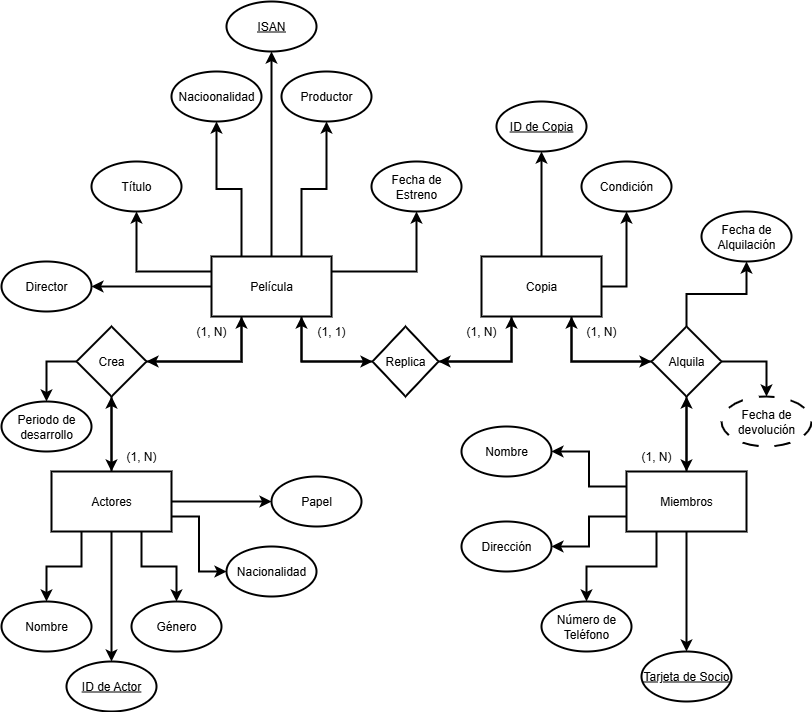 ISAN
Nacioonalidad
Productor
ID de Copia
Título
Fecha de
Estreno
Condición
Fecha de
Alquilación
Director
Película
Copia
(1, N)
(1, 1)
(1, N)
(1, N)
Crea
Replica
Alquila
Periodo de
desarrollo
Fecha de
devolución
(1, N)
(1, N)
Nombre
Actores
Papel
Miembros
Dirección
Nacionalidad
Nombre
Género
Número de
Teléfono
ID de Actor
Tarjeta de Socio